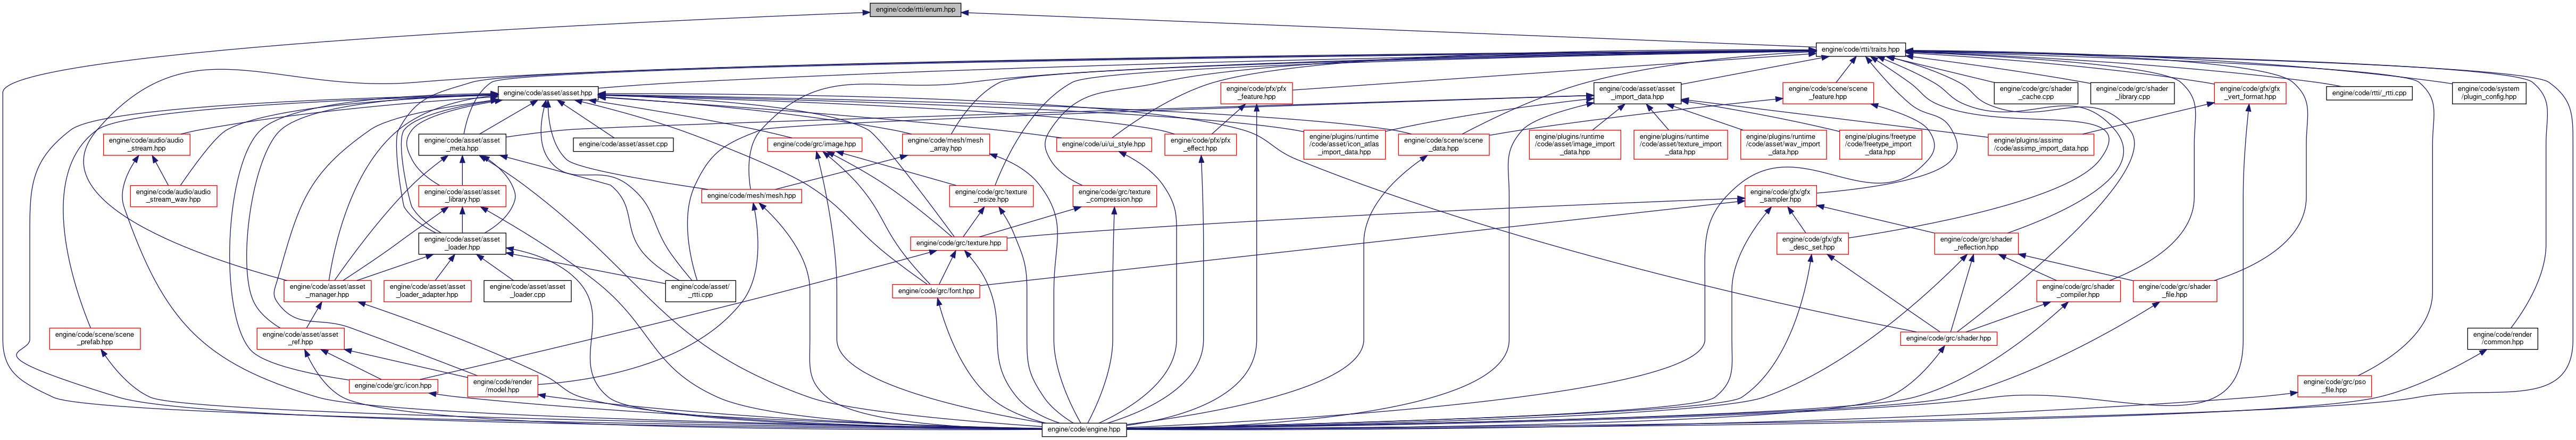 engine/code/rtti/enum.hpp
engine/code/rtti/traits.hpp
engine/code/asset/asset.hpp
engine/code/gfx/gfx
_feature.hpp
engine/code/asset/asset
_import_data.hpp
engine/code/scene/scene
_feature.hpp
engine/code/grc/shader
_cache.cpp
engine/code/grc/shader
_library.cpp
engine/code/gfx/gfx
_vert_format.hpp
engine/code/rtti/_rtti.cpp
engine/code/system
/plugin_config.hpp
engine/code/audio/audio
_stream.hpp
engine/code/asset/asset
_meta.hpp
engine/code/asset/asset.cpp
engine/code/grc/image.hpp
engine/code/mesh/mesh
_array.hpp
engine/code/ui/ui_style.hpp
engine/code/gfx/gfx
_effect.hpp
engine/plugins/runtime
/code/asset/icon_atlas
_import_data.hpp
engine/code/scene/scene
_data.hpp
engine/plugins/runtime
/code/asset/image_import
_data.hpp
engine/plugins/runtime
/code/asset/texture_import
_data.hpp
engine/plugins/runtime
/code/asset/wav_import
_data.hpp
engine/plugins/freetype
/code/freetype_import
_data.hpp
engine/plugins/assimp
/code/assimp_import_data.hpp
engine/code/audio/audio
_stream_wav.hpp
engine/code/asset/asset
_library.hpp
engine/code/mesh/mesh.hpp
engine/code/grc/texture
_resize.hpp
engine/code/grc/texture
_compression.hpp
engine/code/gfx/gfx
_sampler.hpp
engine/code/asset/asset
_loader.hpp
engine/code/grc/texture.hpp
engine/code/gfx/gfx
_desc_set.hpp
engine/code/grc/shader
_reflection.hpp
engine/code/asset/asset
_manager.hpp
engine/code/asset/asset
_loader_adapter.hpp
engine/code/asset/asset
_loader.cpp
engine/code/asset/
_rtti.cpp
engine/code/grc/font.hpp
engine/code/grc/shader
_compiler.hpp
engine/code/grc/shader
_file.hpp
engine/code/scene/scene
_prefab.hpp
engine/code/asset/asset
_ref.hpp
engine/code/grc/shader.hpp
engine/code/render
/common.hpp
engine/code/grc/icon.hpp
engine/code/render
/model.hpp
engine/code/grc/pso
_file.hpp
engine/code/engine.hpp